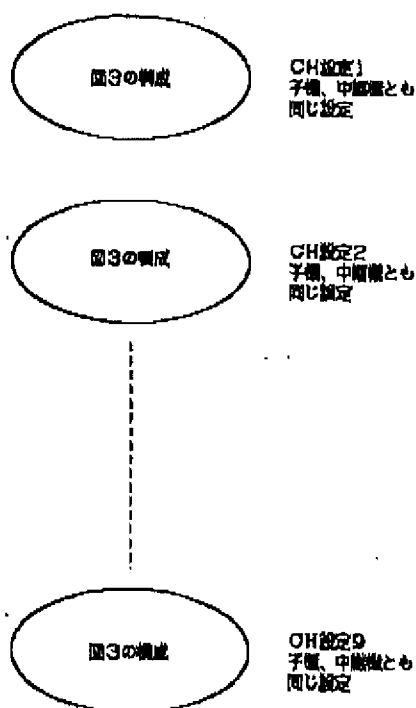 図3の構成
CH設定1
子機、中継機とも
同じ設定
図3の構成
CH設定2
子機、中継機とも
同じ設定
図3の構成
CH設定9
子機、中継機とも
同じ設定